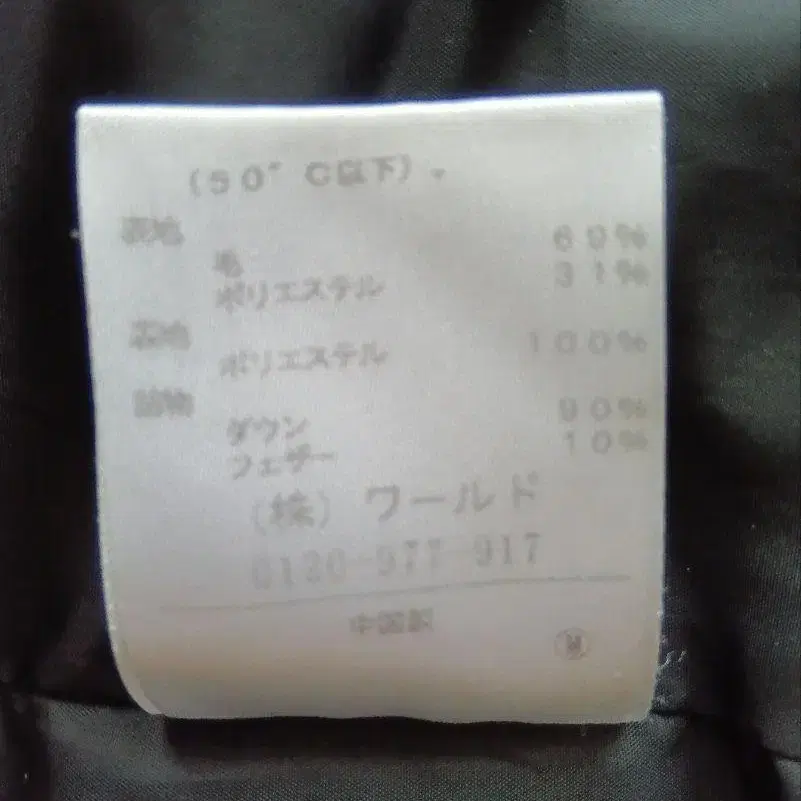 (50°C以下)。
表地
毛 69%
ポリエステル 31%
ポリエステル 100%
詰物
ダウン 90%
フェザー 10%
(株) ワールド
0120-977-917
中国製